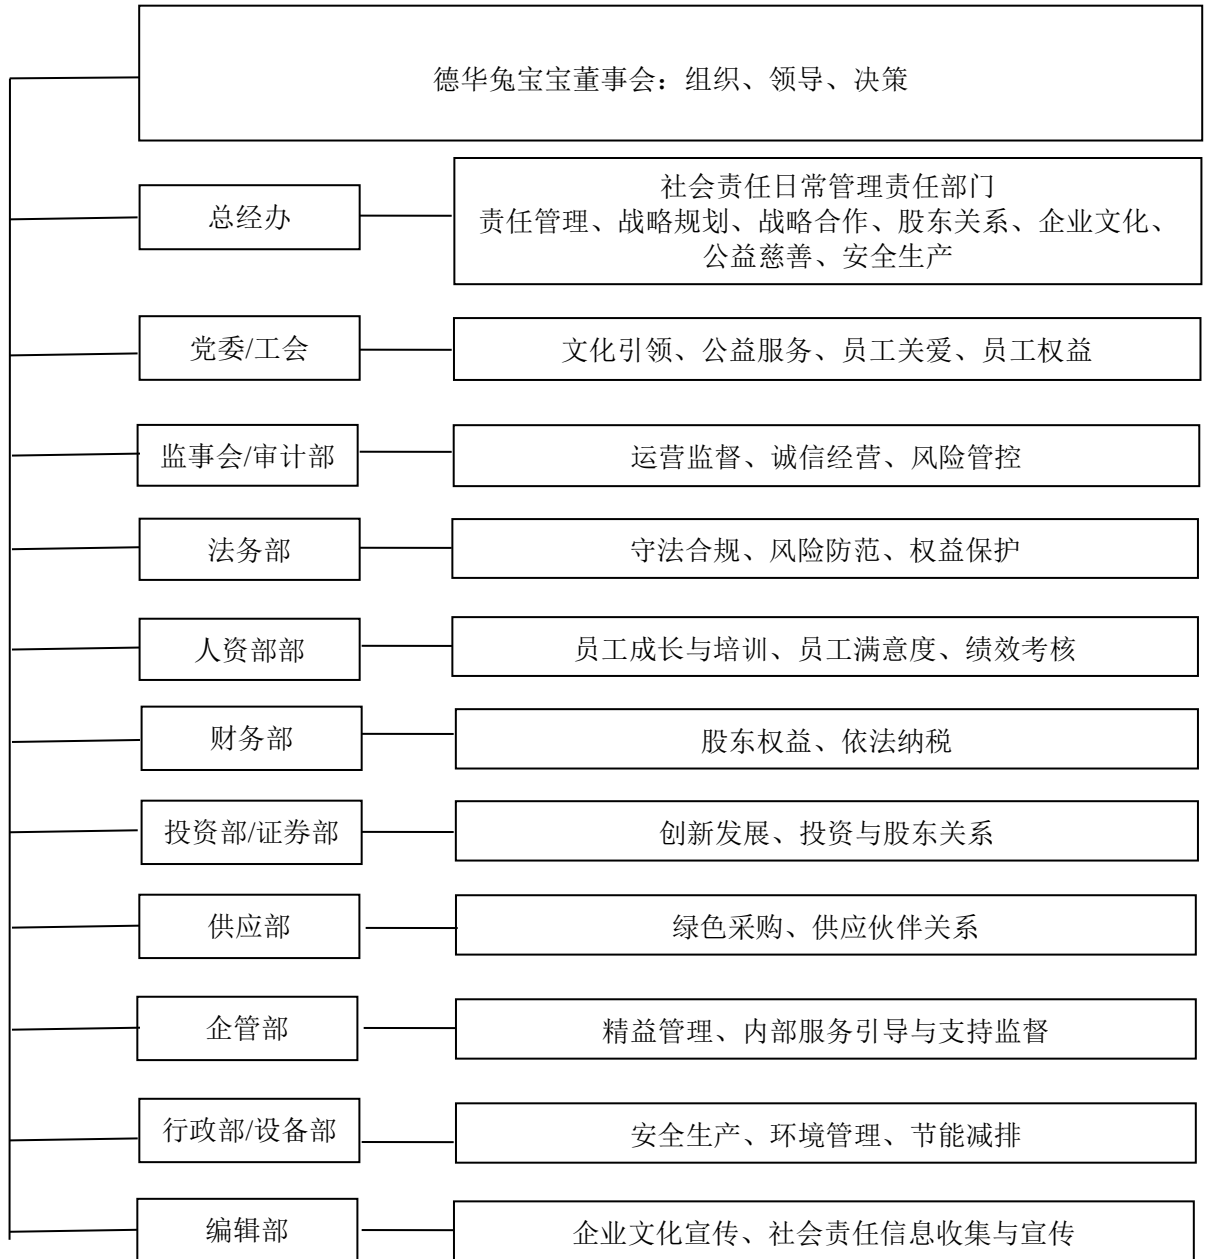 德华兔宝宝董事会：组织、领导、决策
总经办
社会责任日常管理责任部门
责任管理、战略规划、战略合作、股东关系、企业文化、
公益慈善、安全生产
党委/工会
文化引领、公益服务、员工关爱、员工权益
监事会/审计部
运营监督、诚信经营、风险管控
法务部
守法合规、风险防范、权益保护
人资部部
员工成长与培训、员工满意度、绩效考核
财务部
股东权益、依法纳税
投资部/证券部
创新发展、投资与股东关系
供应部
绿色采购、供应伙伴关系
企管部
精益管理、内部服务引导与支持监督
行政部/设备部
安全生产、环境管理、节能减排
编辑部
企业文化宣传、社会责任信息收集与宣传